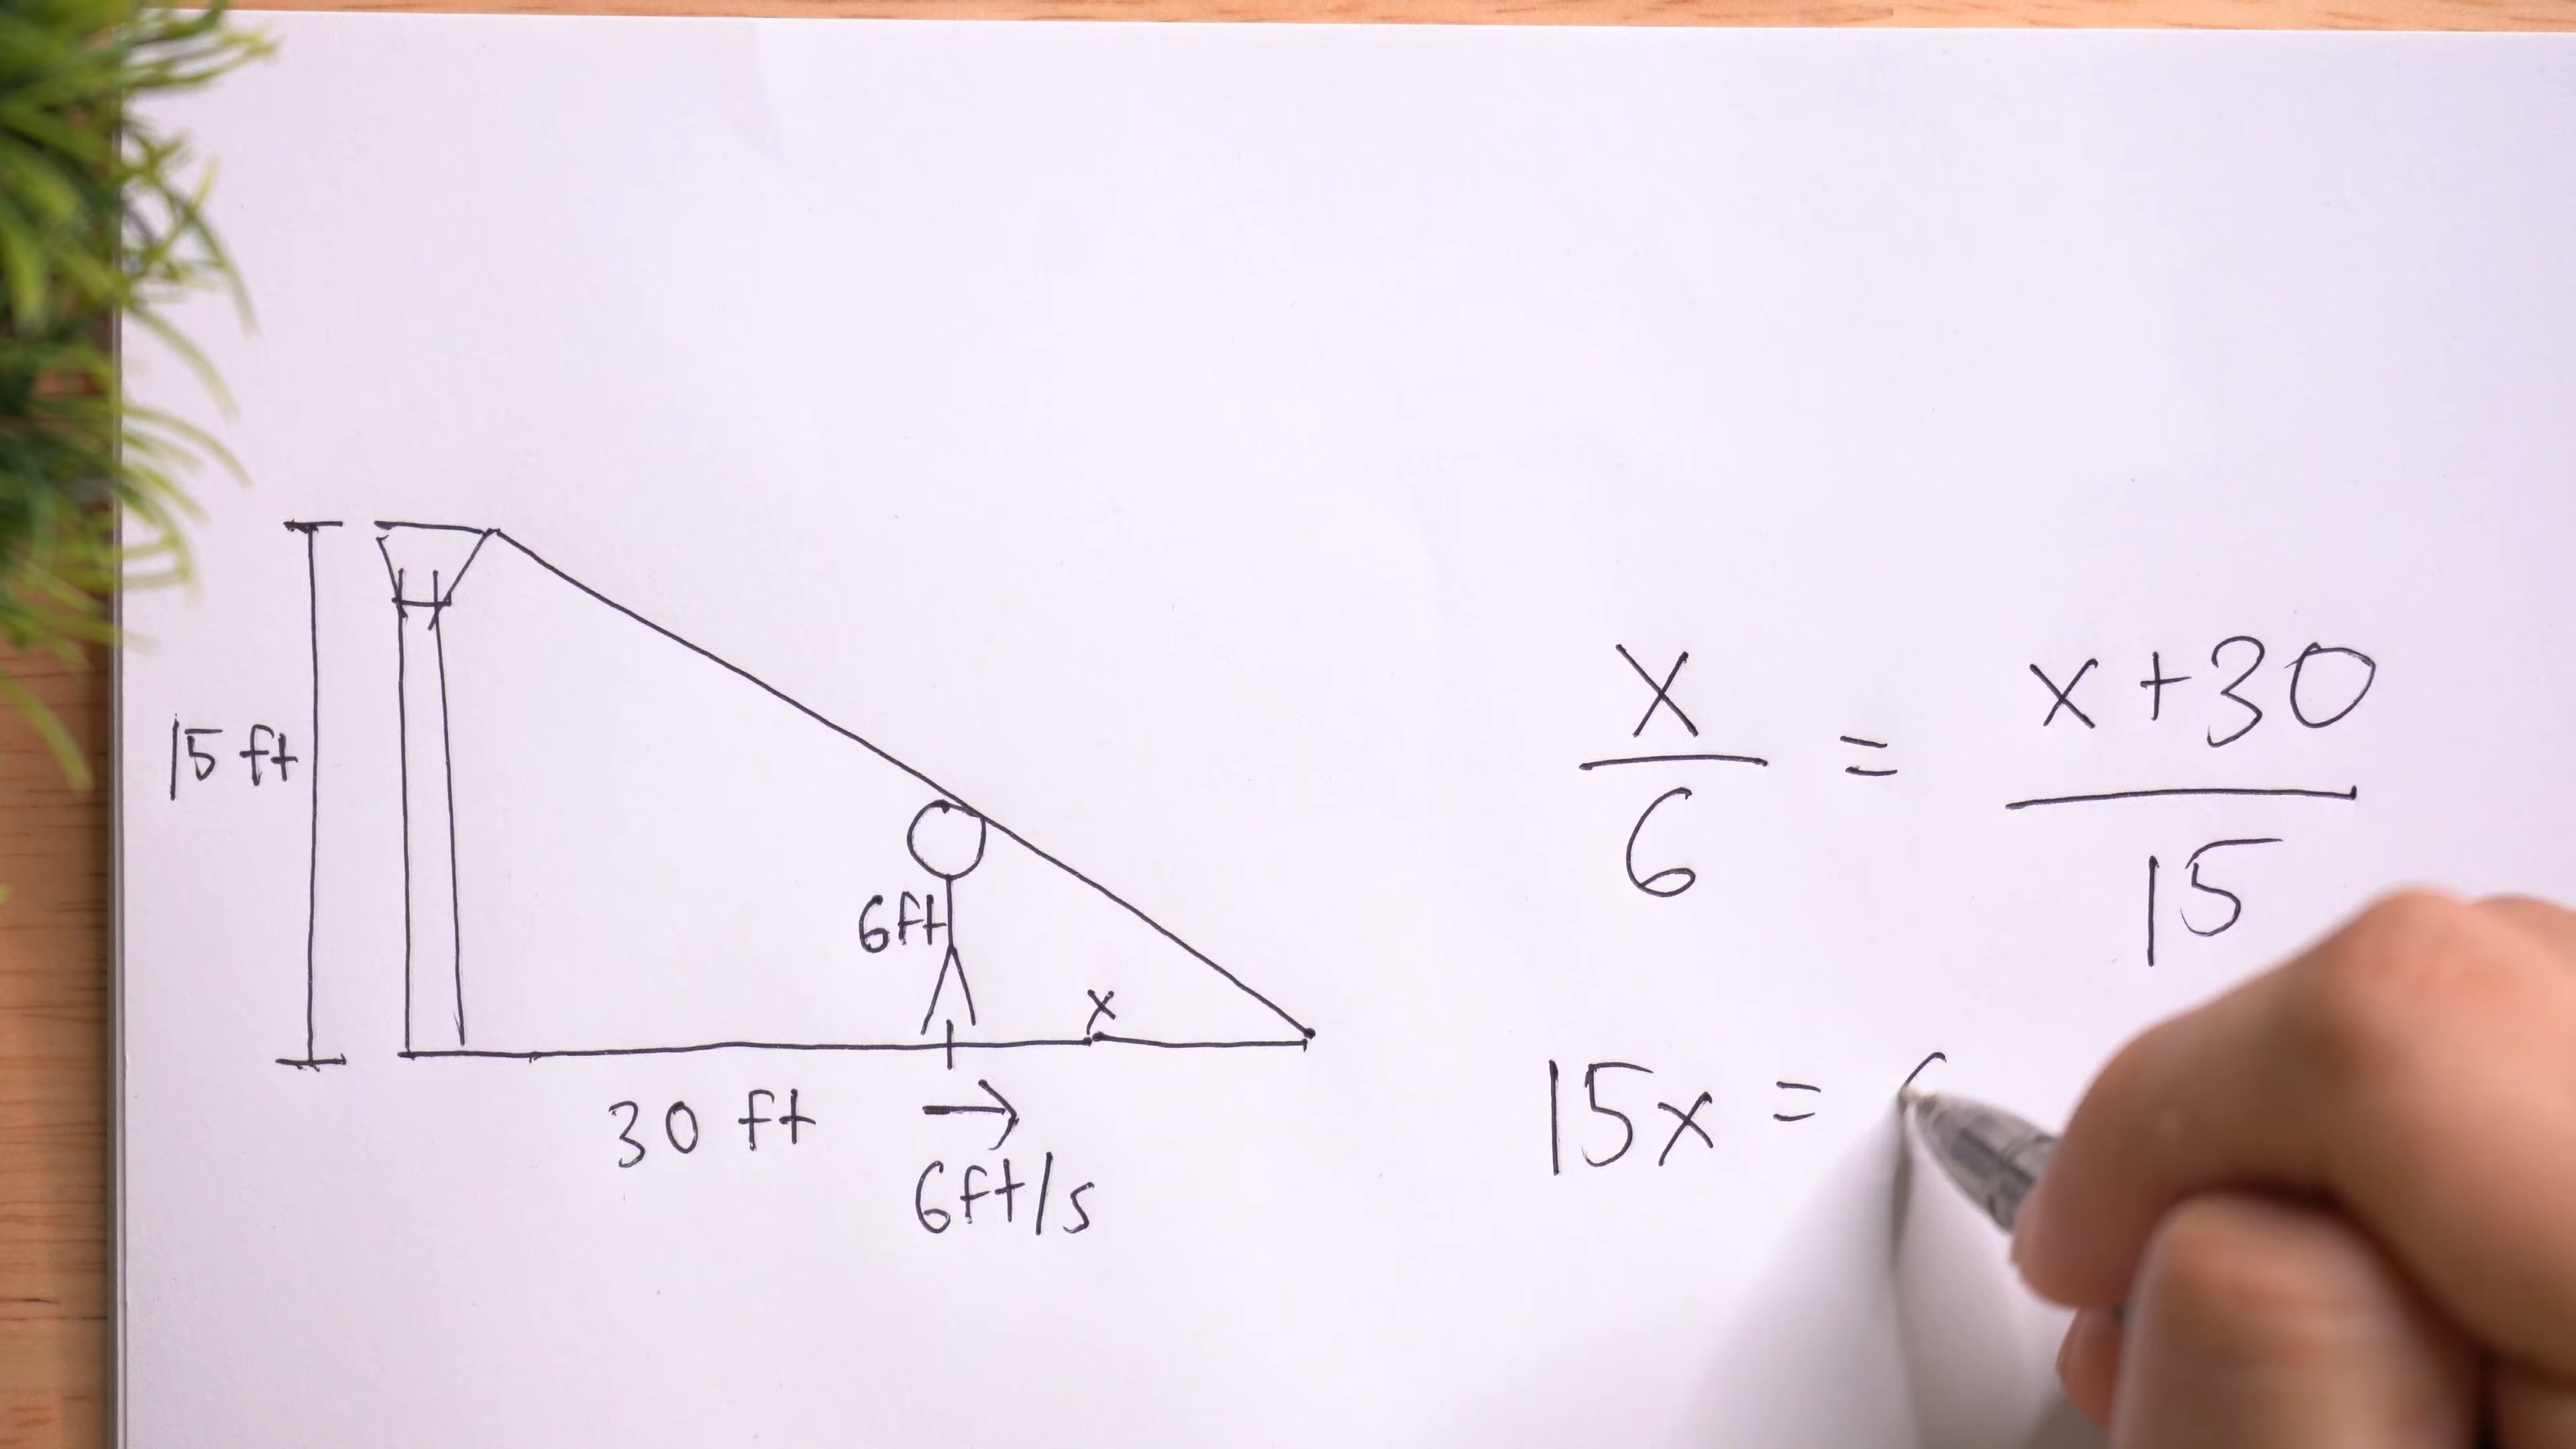 15 ft
6ft
x
30 ft
→
6ft/s
x/6 = x+30/15
15x =